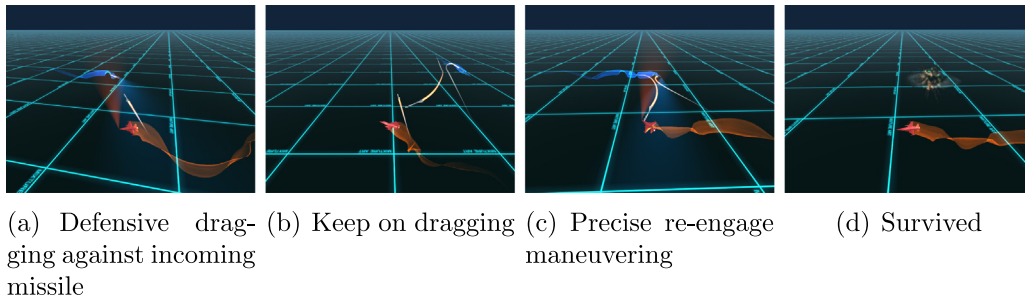 (a) Defensive drag-
ging against incoming
missile
(b) Keep on dragging
(c) Precise re-engage
maneuvering
(d) Survived